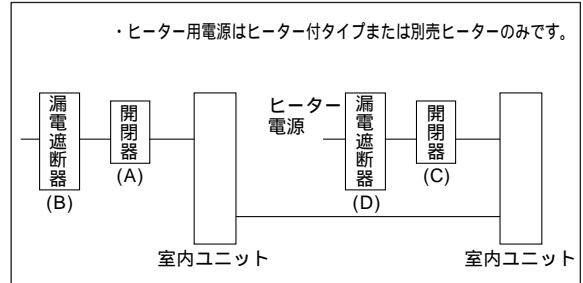 ・ヒーター用電源はヒーター付タイプまたは別売ヒーターのみです。
漏電遮断器
(B)
開閉器
(A)
室内ユニット
ヒーター
電源
漏電遮断器
(D)
開閉器
(C)
室内ユニット